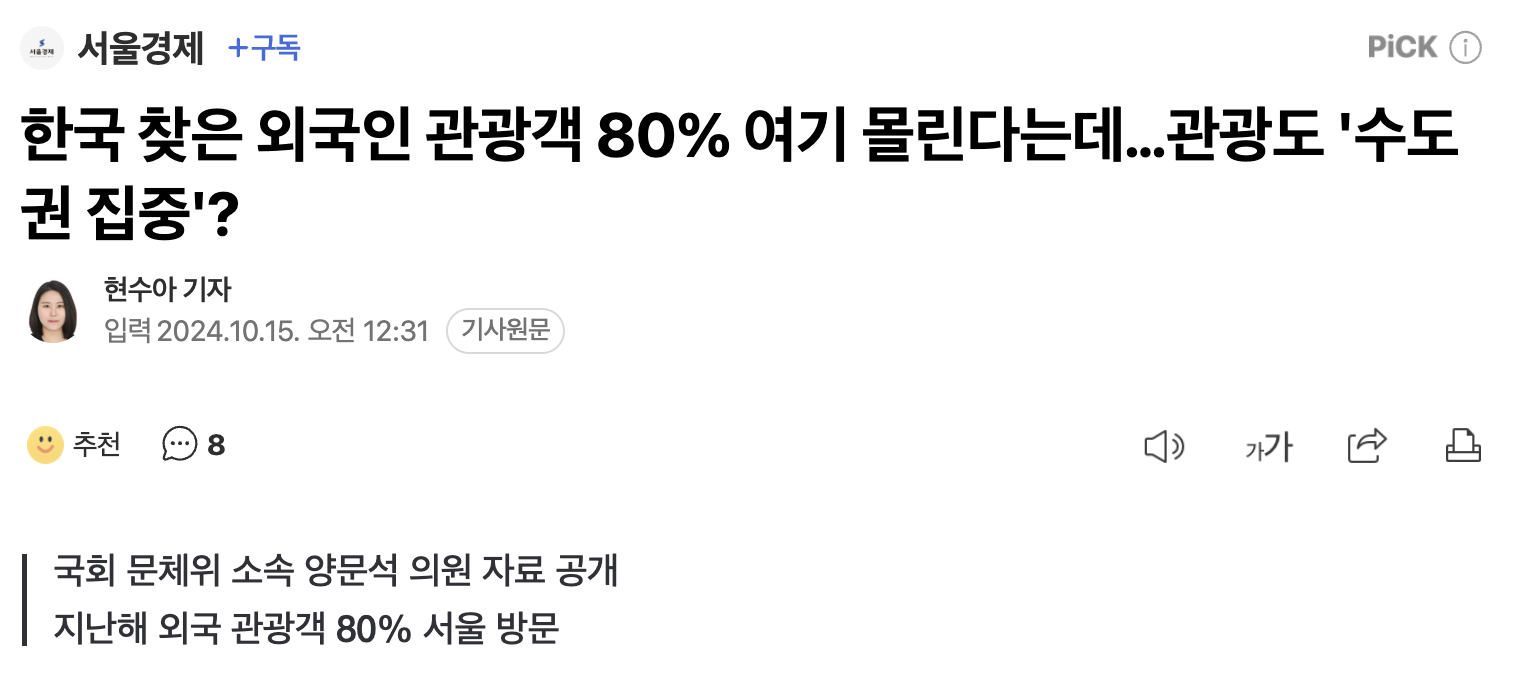 서울경제 +구독
PiCK
한국 찾은 외국인 관광객 80% 여기 몰린다는데...관광도 '수도
권 집중'?
현수아 기자
입력 2024.10.15. 오전 12:31 기사원문
추천 8
가가
국회 문체위 소속 양문석 의원 자료 공개
지난해 외국 관광객 80% 서울 방문